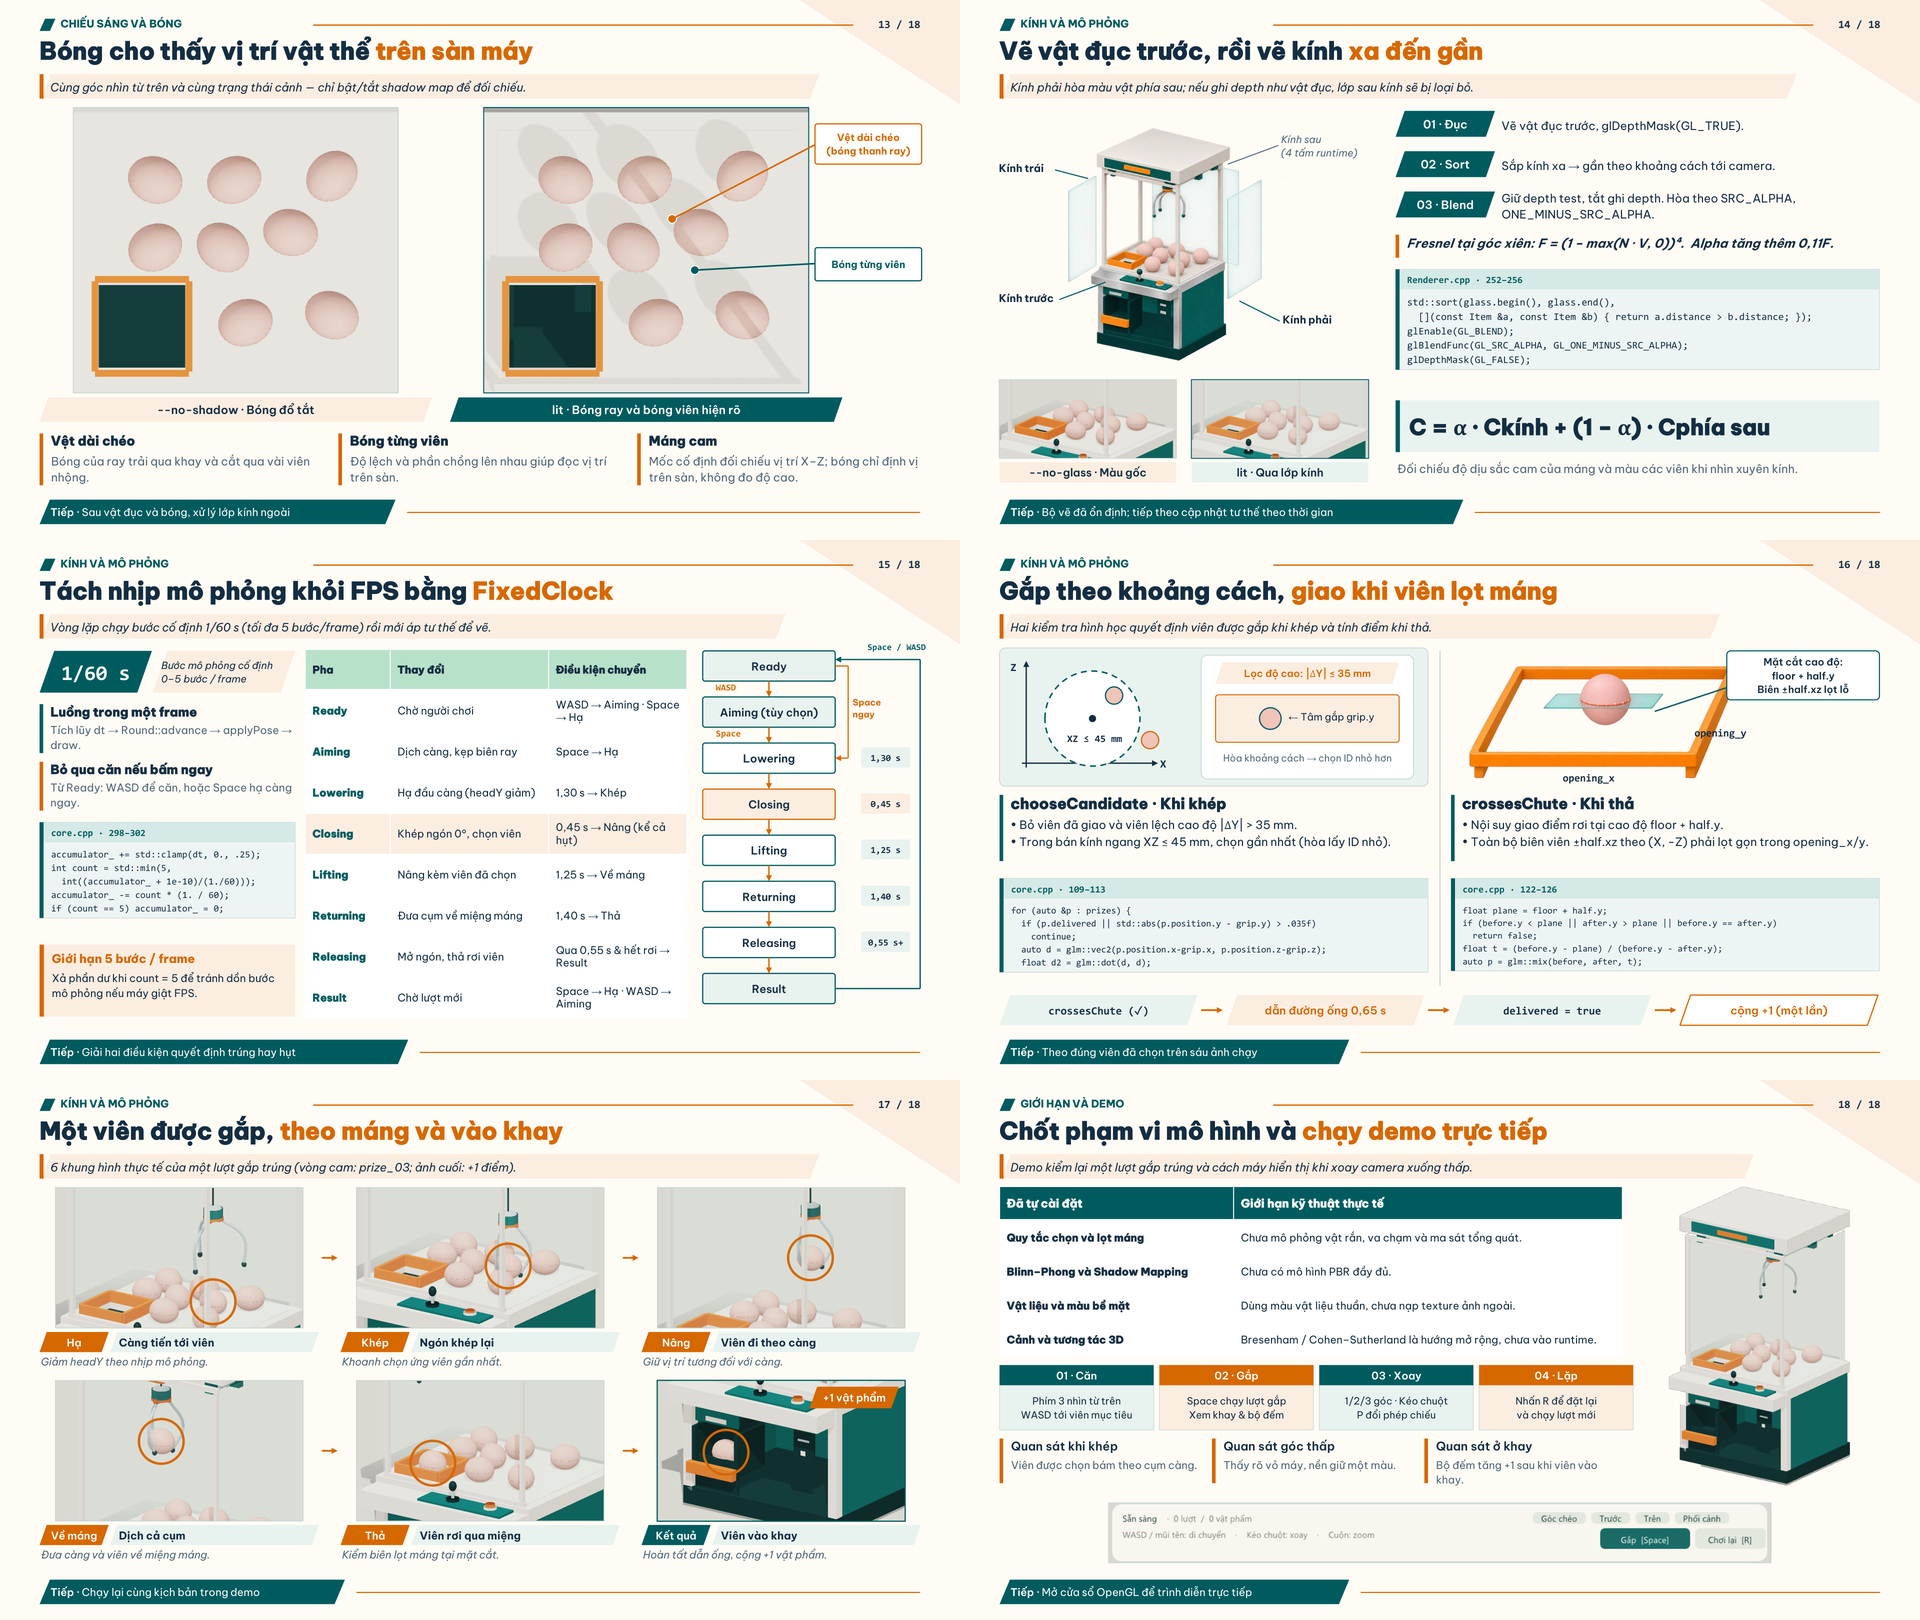 CHIẾU SÁNG VÀ BÓNG
13 / 18
Bóng cho thấy vị trí vật thể trên sàn máy
Cùng góc nhìn từ trên và cùng trạng thái cảnh — chỉ bật/tắt shadow map để đối chiếu.
Vệt dài chéo
(bóng thanh ray)
Bóng từng viên
--no-shadow · Bóng đổ tắt
lit · Bóng ray và bóng viên hiện rõ
Vệt dài chéo
Bóng của ray trải qua khay và cắt qua vài viên
nhộng.
Bóng từng viên
Độ lệch và phần chồng lên nhau giúp đọc vị trí
trên sàn.
Máng cam
Mốc cố định đối chiếu vị trí X–Z; bóng chỉ định vị
trên sàn, không đo độ cao.
Tiếp · Sau vật đục và bóng, xử lý lớp kính ngoài
KÍNH VÀ MÔ PHỎNG
14 / 18
Vẽ vật đục trước, rồi vẽ kính xa đến gần
Kính phải hòa màu vật phía sau; nếu ghi depth như vật đục, lớp sau kính sẽ bị loại bỏ.
Kính sau
(4 tấm runtime)
Kính trái
Kính trước
Kính phải
--no-glass · Màu gốc
lit · Qua lớp kính
01 · Đục
Vẽ vật đục trước, glDepthMask(GL_TRUE).
02 · Sort
Sắp kính xa → gần theo khoảng cách tới camera.
03 · Blend
Giữ depth test, tắt ghi depth. Hòa theo SRC_ALPHA,
ONE_MINUS_SRC_ALPHA.
Fresnel tại góc xiên: F = (1 – max(N · V, 0))⁴. Alpha tăng thêm 0,11F.
Renderer.cpp · 252–256
std::sort(glass.begin(), glass.end(),
[](const Item &a, const Item &b) { return a.distance > b.distance; });
glEnable(GL_BLEND);
glBlendFunc(GL_SRC_ALPHA, GL_ONE_MINUS_SRC_ALPHA);
glDepthMask(GL_FALSE);
C = α · Ckính + (1 – α) · Cphía sau
Đối chiếu độ dịu sắc cam của máng và màu các viên khi nhìn xuyên kính.
Tiếp · Bộ vẽ đã ổn định; tiếp theo cập nhật tư thế theo thời gian
KÍNH VÀ MÔ PHỎNG
15 / 18
Tách nhịp mô phỏng khỏi FPS bằng FixedClock
Vòng lặp chạy bước cố định 1/60 s (tối đa 5 bước/frame) rồi mới áp tư thế để vẽ.
1/60 s
Bước mô phỏng cố định
0–5 bước / frame
Luồng trong một frame
Tích lũy dt → Round::advance → applyPose →
draw.
Bỏ qua căn nếu bấm ngay
Từ Ready: WASD để căn, hoặc Space hạ càng
ngay.
core.cpp · 298–302
accumulator_ += std::clamp(dt, 0., .25);
int count = std::min(5,
int((accumulator_ + 1e-10)/(1./60)));
accumulator_ -= count * (1. / 60);
if (count == 5) accumulator_ = 0;
Giới hạn 5 bước / frame
Xả phần dư khi count = 5 để tránh dồn bước
mô phỏng nếu máy giật FPS.
Pha
Thay đổi
Điều kiện chuyển
Ready
Chờ người chơi
WASD → Aiming · Space
→ Hạ
Aiming
Dịch càng, kẹp biên ray
Space → Hạ
Lowering
Hạ đầu càng (headY giảm)
1,30 s → Khép
Closing
Khép ngón 0°, chọn viên
0,45 s → Nâng (kể cả
hụt)
Lifting
Nâng kèm viên đã chọn
1,25 s → Về máng
Returning
Đưa cụm về miệng máng
1,40 s → Thả
Releasing
Mở ngón, thả rơi viên
Qua 0,55 s & hết rơi →
Result
Result
Chờ lượt mới
Space → Hạ · WASD →
Aiming
Space / WASD
Ready
WASD
Aiming (tùy chọn)
Space
ngay
Space
Lowering
1,30 s
Closing
0,45 s
Lifting
1,25 s
Returning
1,40 s
Releasing
0,55 s+
Result
Tiếp · Giải hai điều kiện quyết định trúng hay hụt
KÍNH VÀ MÔ PHỎNG
16 / 18
Gắp theo khoảng cách, giao khi viên lọt máng
Hai kiểm tra hình học quyết định viên được gắp khi khép và tính điểm khi thả.
Z
XZ ≤ 45 mm
X
Lọc độ cao: |ΔY| ≤ 35 mm
← Tâm gắp grip.y
Hòa khoảng cách → chọn ID nhỏ hơn
Mặt cắt cao độ:
floor + half.y
Biên ±half.xz lọt lỗ
opening_y
opening_x
chooseCandidate · Khi khép
• Bỏ viên đã giao và viên lệch cao độ |ΔY| > 35 mm.
• Trong bán kính ngang XZ ≤ 45 mm, chọn gần nhất (hòa lấy ID nhỏ).
core.cpp · 109–113
for (auto &p : prizes) {
if (p.delivered || std::abs(p.position.y - grip.y) > .035f)
continue;
auto d = glm::vec2(p.position.x-grip.x, p.position.z-grip.z);
float d2 = glm::dot(d, d);
crossesChute · Khi thả
• Nội suy giao điểm rơi tại cao độ floor + half.y.
• Toàn bộ biên viên ±half.xz theo (X, –Z) phải lọt gọn trong opening_x/y.
core.cpp · 122–126
float plane = floor + half.y;
if (before.y < plane || after.y > plane || before.y == after.y)
return false;
float t = (before.y - plane) / (before.y - after.y);
auto p = glm::mix(before, after, t);
crossesChute (✓)
dẫn đường ống 0,65 s
delivered = true
cộng +1 (một lần)
Tiếp · Theo đúng viên đã chọn trên sáu ảnh chạy
KÍNH VÀ MÔ PHỎNG
17 / 18
Một viên được gắp, theo máng và vào khay
6 khung hình thực tế của một lượt gắp trúng (vòng cam: prize_03; ảnh cuối: +1 điểm).
Hạ
Càng tiến tới viên
Giảm headY theo nhịp mô phỏng.
Khép
Ngón khép lại
Khoanh chọn ứng viên gần nhất.
Nâng
Viên đi theo càng
Giữ vị trí tương đối với càng.
+1 vật phẩm
Về máng
Dịch cả cụm
Đưa càng và viên về miệng máng.
Thả
Viên rơi qua miệng
Kiểm biên lọt máng tại mặt cắt.
Kết quả
Viên vào khay
Hoàn tất dẫn ống, cộng +1 vật phẩm.
Tiếp · Chạy lại cùng kịch bản trong demo
GIỚI HẠN VÀ DEMO
18 / 18
Chốt phạm vi mô hình và chạy demo trực tiếp
Demo kiểm lại một lượt gắp trúng và cách máy hiển thị khi xoay camera xuống thấp.
Đã tự cài đặt
Giới hạn kỹ thuật thực tế
Quy tắc chọn và lọt máng
Chưa mô phỏng vật rắn, va chạm và ma sát tổng quát.
Blinn–Phong và Shadow Mapping
Chưa có mô hình PBR đầy đủ.
Vật liệu và màu bề mặt
Dùng màu vật liệu thuần, chưa nạp texture ảnh ngoài.
Cảnh và tương tác 3D
Bresenham / Cohen–Sutherland là hướng mở rộng, chưa vào runtime.
01 · Căn
Phím 3 nhìn từ trên
WASD tới viên mục tiêu
02 · Gắp
Space chạy lượt gắp
Xem khay & bộ đếm
03 · Xoay
1/2/3 góc · Kéo chuột
P đổi phép chiếu
04 · Lặp
Nhấn R để đặt lại
và chạy lượt mới
Quan sát khi khép
Viên được chọn bám theo cụm càng.
Quan sát góc thấp
Thấy rõ vỏ máy, nền giữ một màu.
Quan sát ở khay
Bộ đếm tăng +1 sau khi viên vào
khay.
Sẵn sàng · 0 lượt / 0 vật phẩm
WASD / mũi tên: di chuyển · Kéo chuột: xoay · Cuộn: zoom
Góc chéo
Trước
Trên
Phối cảnh
Gắp [Space]
Chơi lại [R]
Tiếp · Mở cửa sổ OpenGL để trình diễn trực tiếp